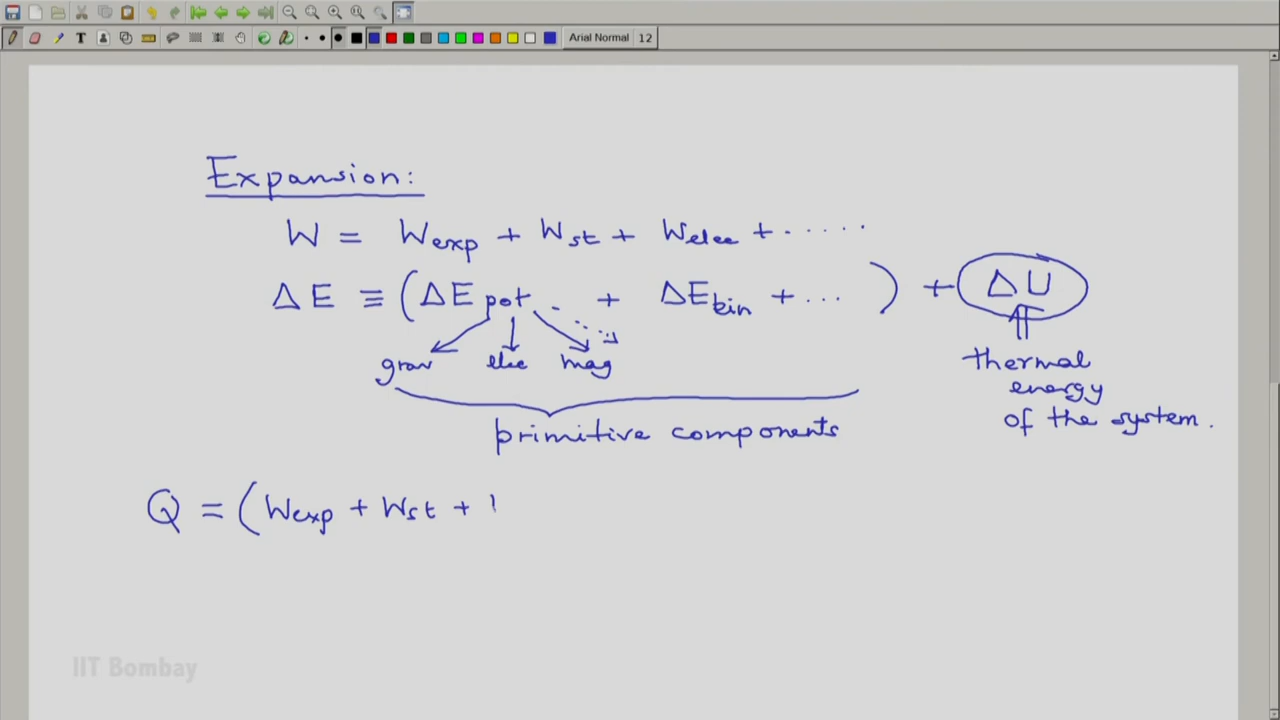 Arial Normal 12
Expansion:
W = Wexp + Wst + Welec + ......
ΔE ≡ (ΔEpot + ΔEkin + ... ) + ΔU
grav elec mag
thermal
energy
of the system.
primitive components
Q = (Wexp + Wst +
IIT Bombay